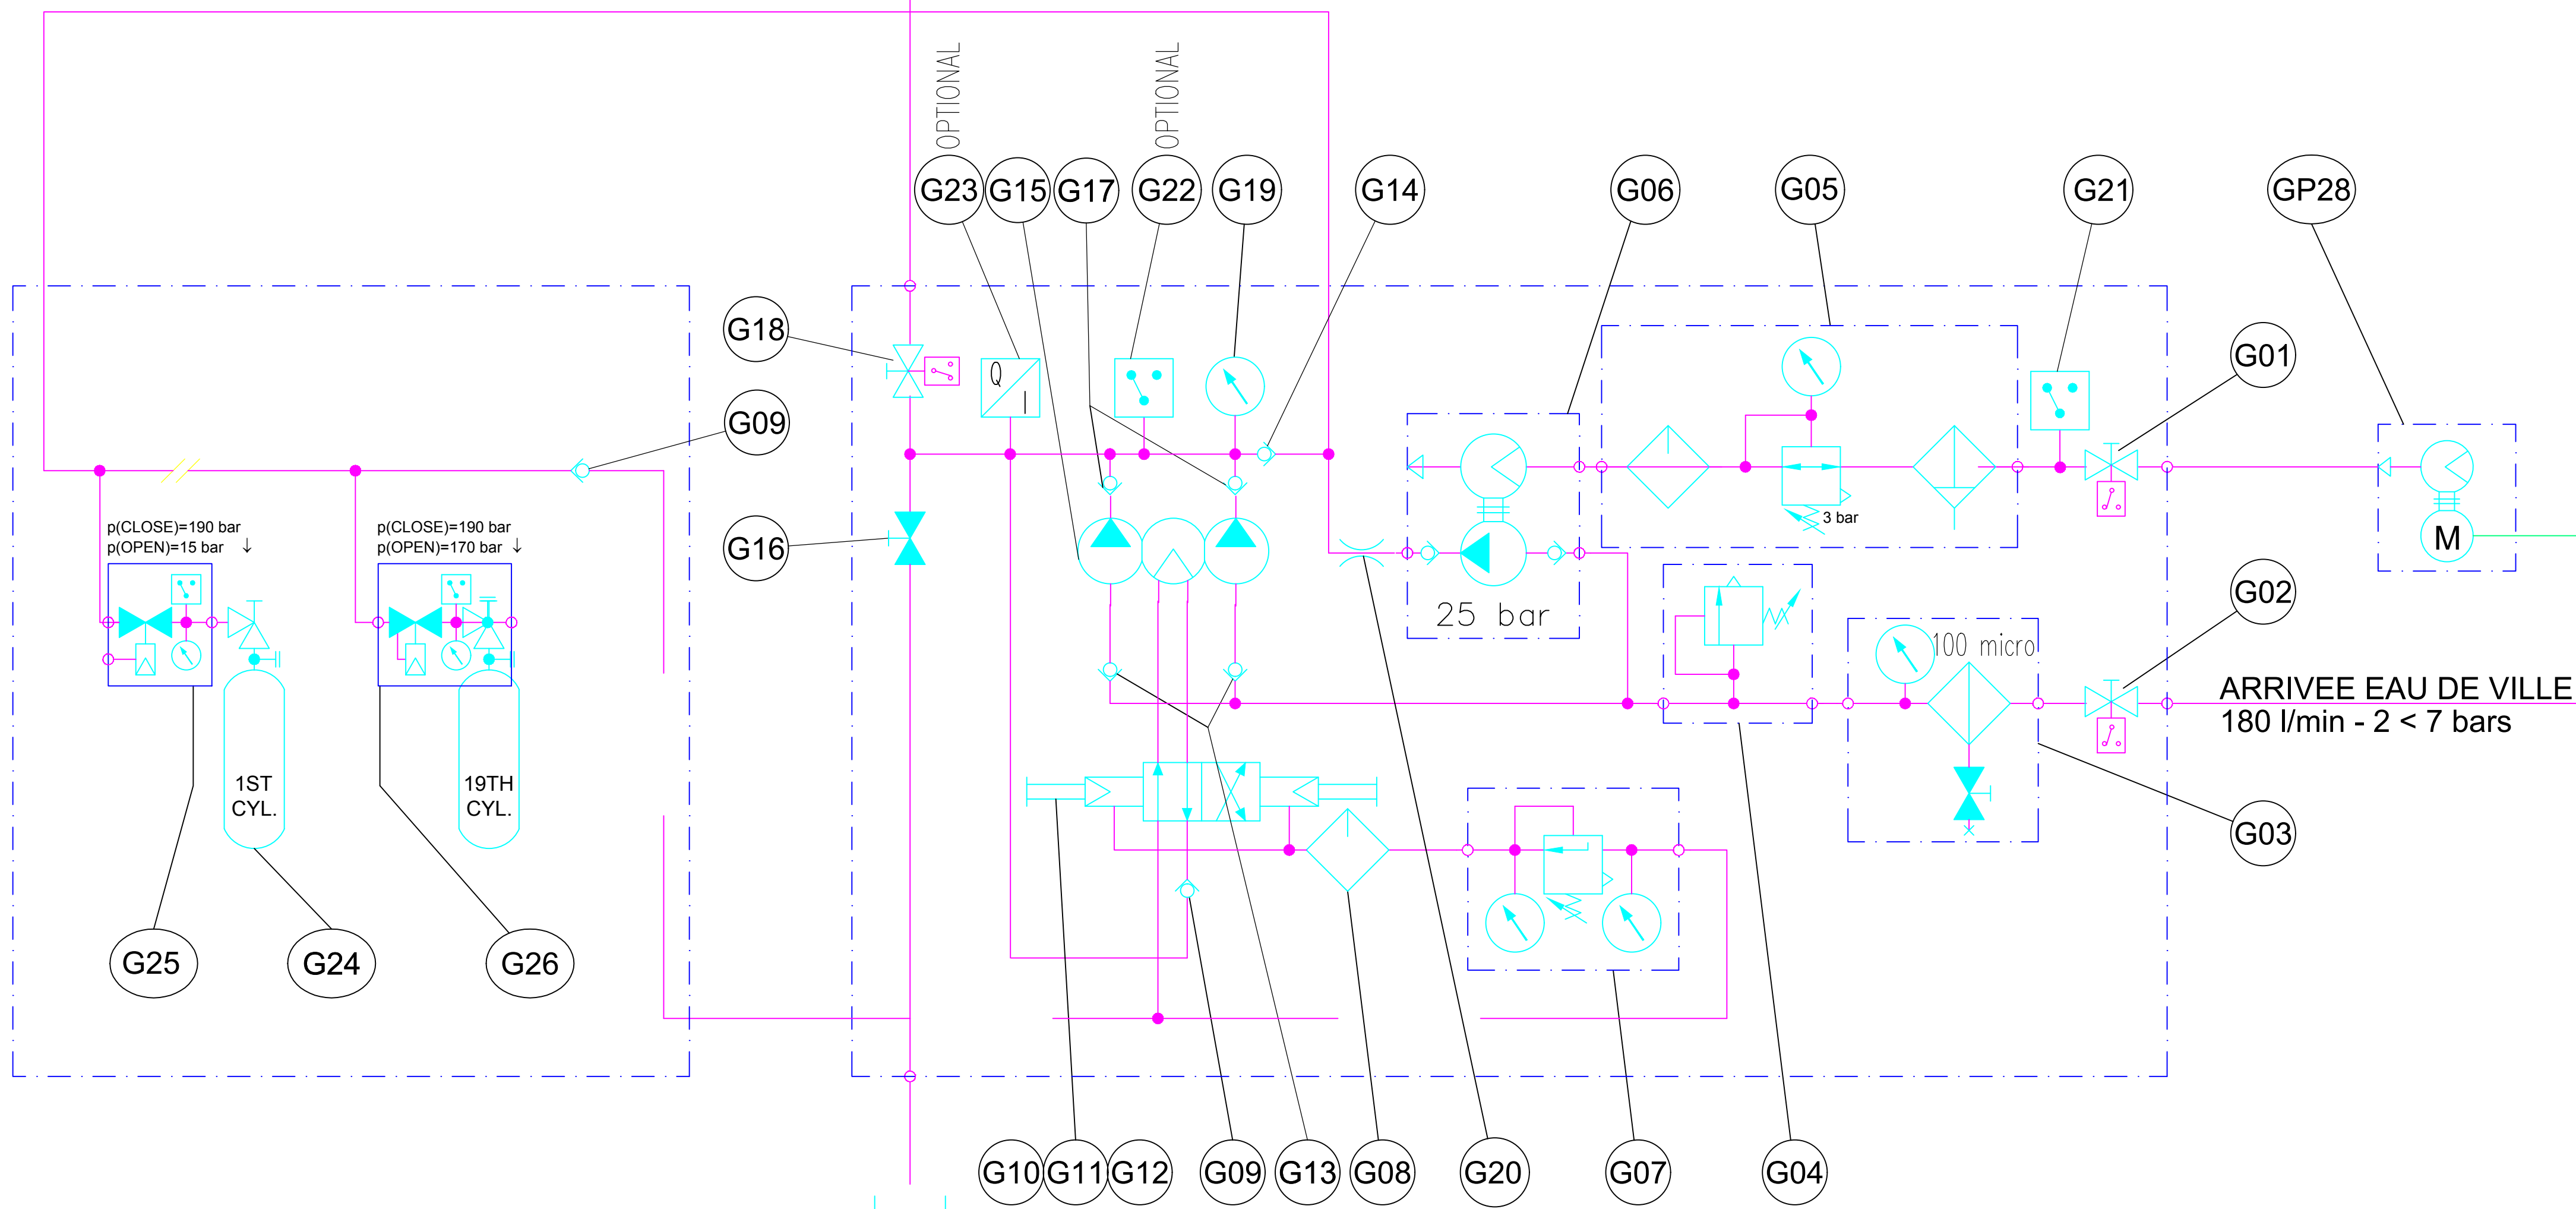 OPTIONAL
OPTIONAL
G23
G15
G17
G22
G19
G14
G06
G05
G21
GP28
G18
G01
Q
I
G09
3 bar
p(CLOSE)=190 bar
p(OPEN)=15 bar ↓
p(CLOSE)=190 bar
p(OPEN)=170 bar ↓
G16
M
25 bar
G02
100 micro
ARRIVEE EAU DE VILLE
180 l/min - 2 < 7 bars
1ST
CYL.
19TH
CYL.
G03
G25
G24
G26
G10
G11
G12
G09
G13
G08
G20
G07
G04